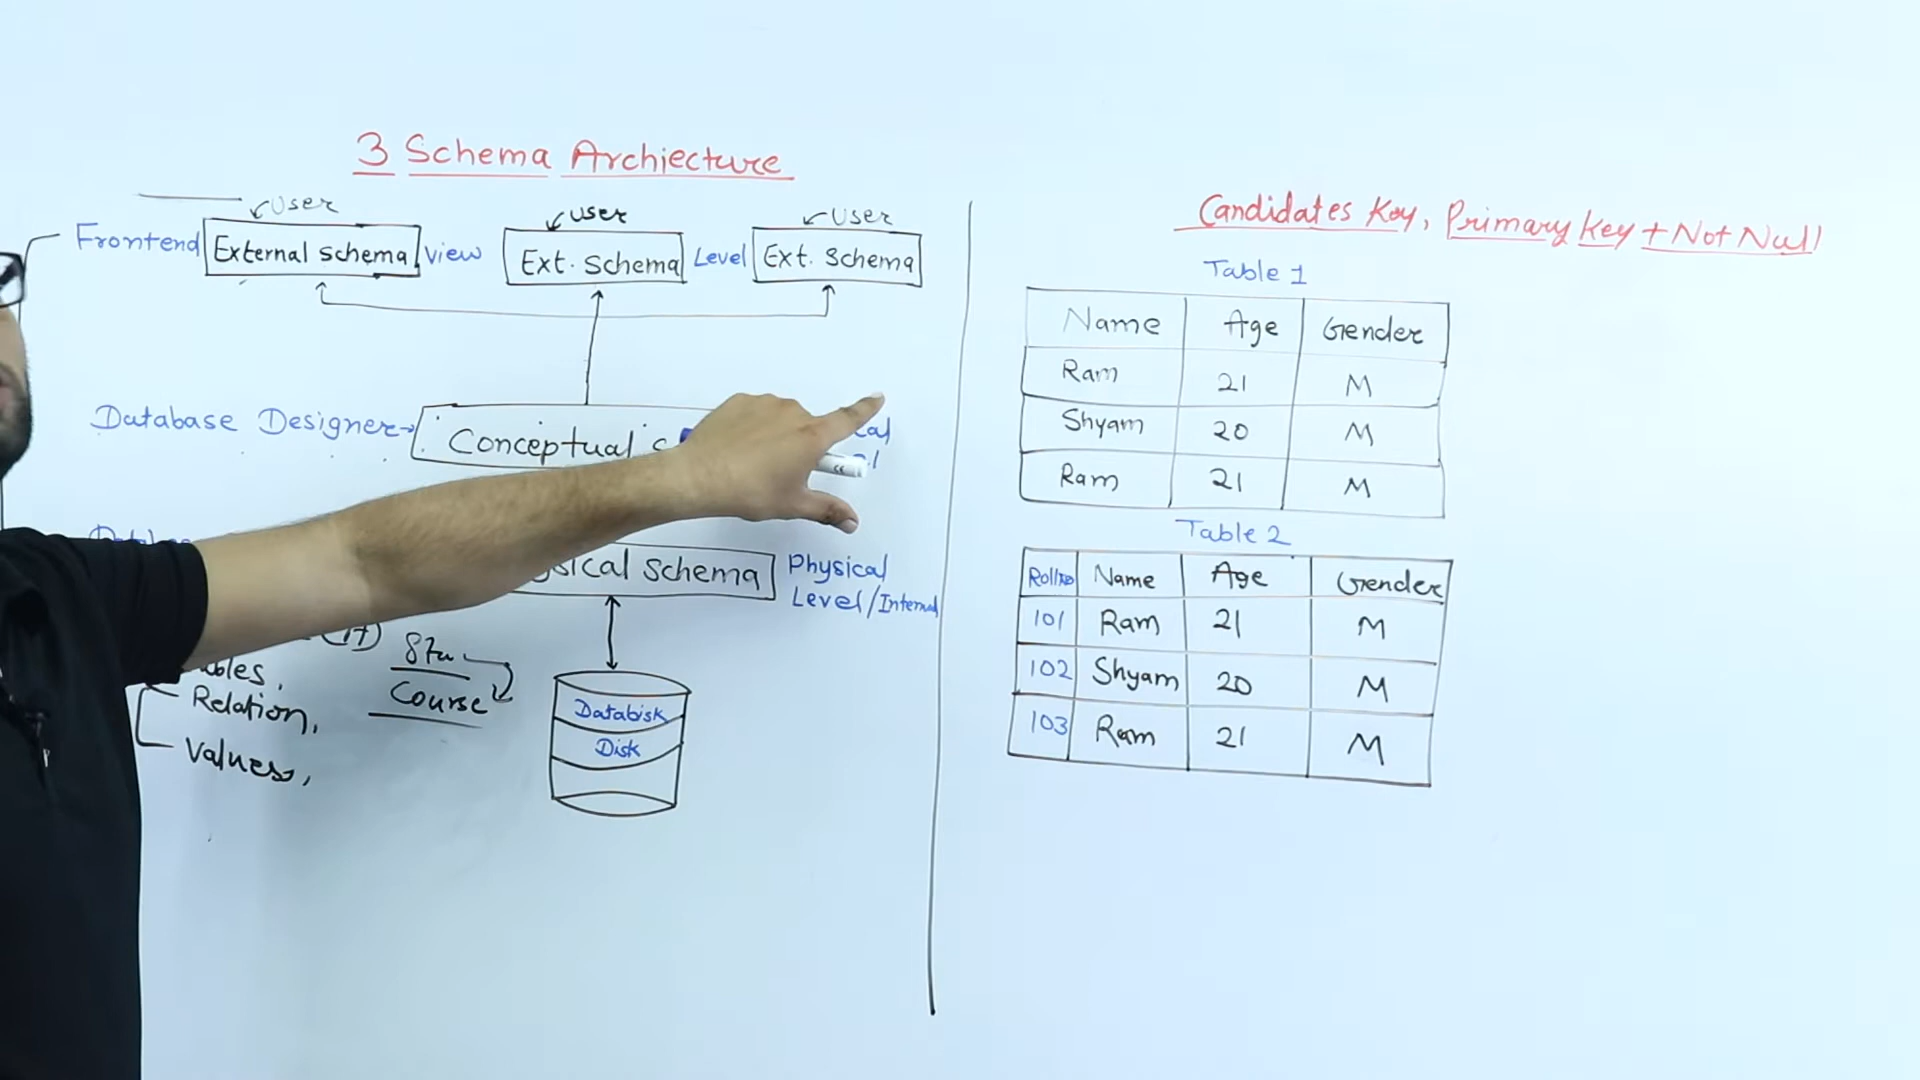 3 Schema Archiecture
User
User
User
Frontend
External schema
view
Ext. Schema
Level
Ext. Schema
Database Designer
Conceptual
Schema
Physical
Level/Internal
Stu
Course
Relation,
Values,
Databisk
Disk
Candidates Key, Primary Key + Not Null
Table 1
Name Age Gender
Ram 21 M
Shyam 20 M
Ram 21 M
Table 2
Rollno Name Age Gender
101 Ram 21 M
102 Shyam 20 M
103 Ram 21 M